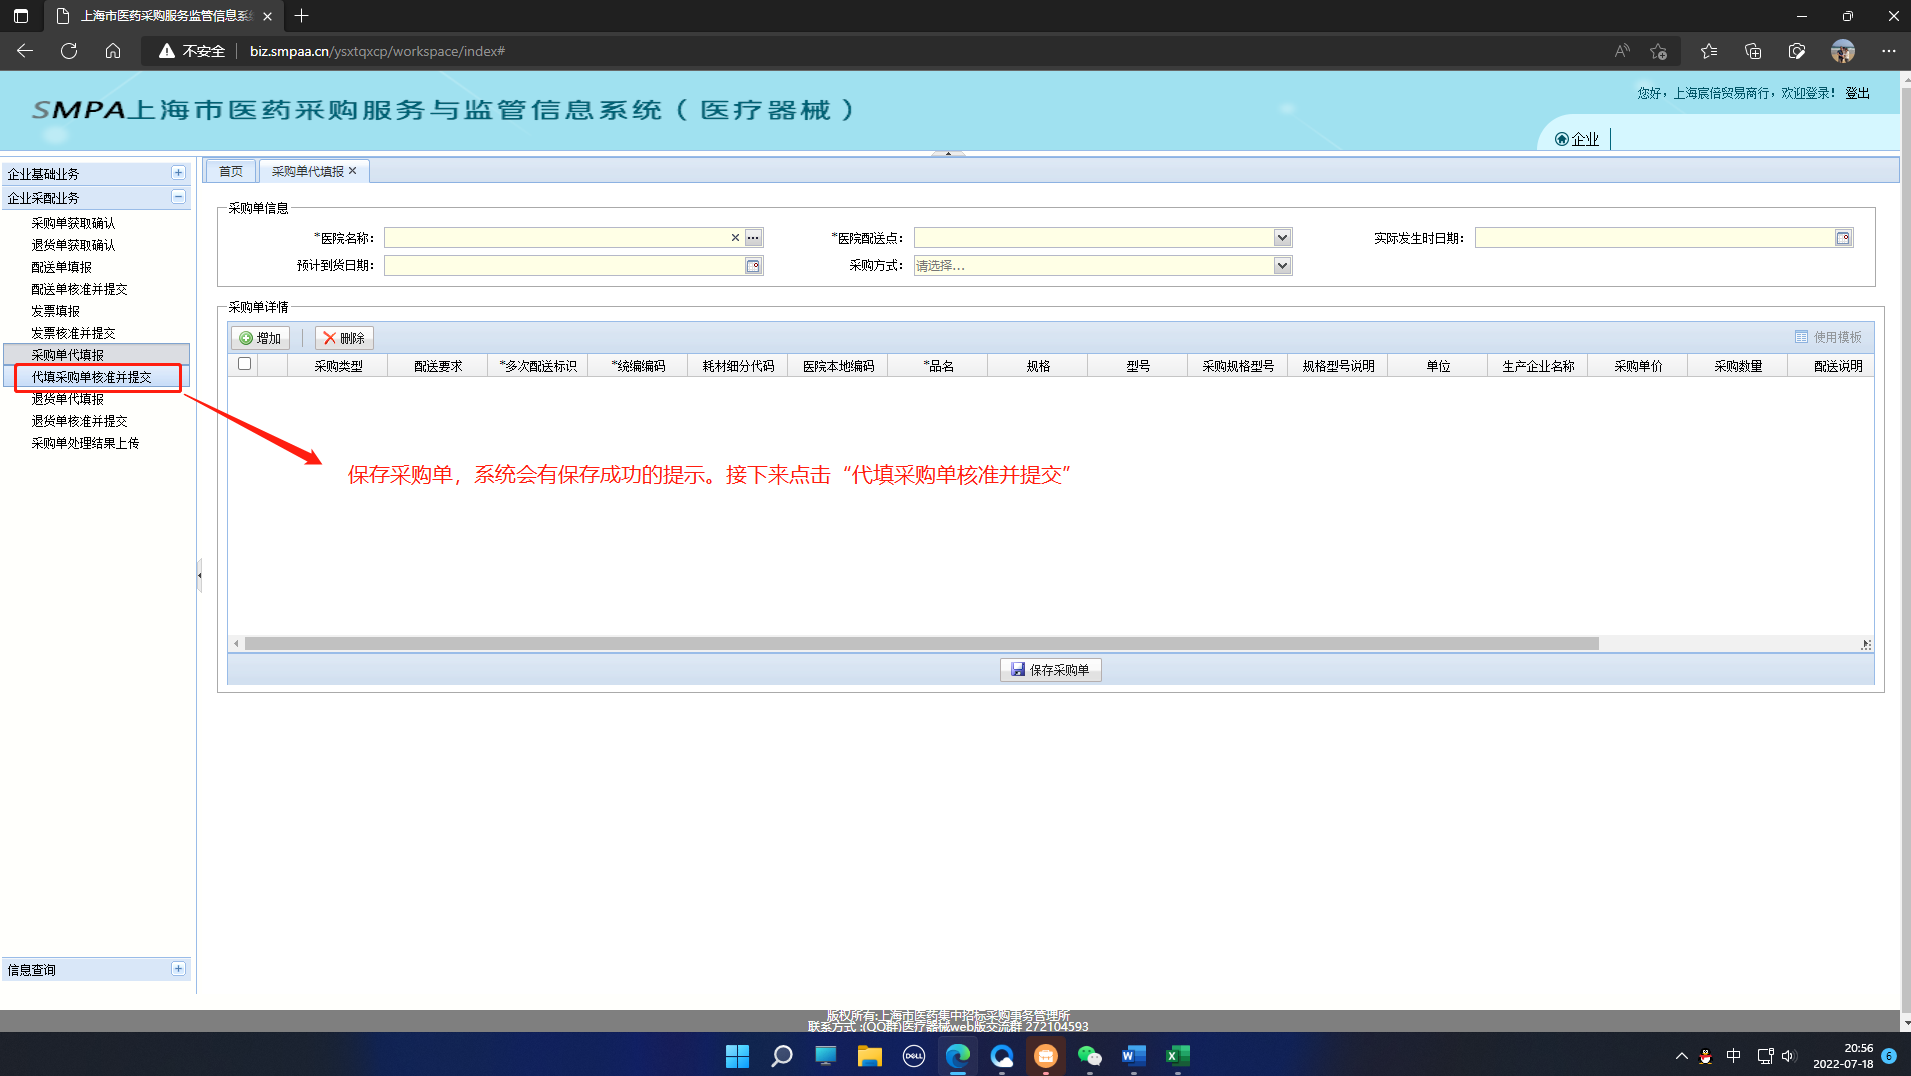 上海市医药采购服务监管信息系
不安全
biz.smpaa.cn/ysxtqxcp/workspace/index#
SMPA上海市医药采购服务与监管信息系统（医疗器械）
您好，上海宸倍贸易商行，欢迎登录！ 登出
企业
企业基础业务
企业采配业务
采购单获取确认
退货单获取确认
配送单填报
配送单核准并提交
发票填报
发票核准并提交
采购单代填报
代填采购单核准并提交
退货单代填报
退货单核准并提交
采购单处理结果上传
信息查询
首页 采购单代填报
采购单信息
*医院名称： *医院配送点： 实际发生时日期：
预计到货日期： 采购方式： 请选择...
采购单详情
增加 删除 使用模板
采购类型 配送要求 *多次配送标识 *统编编码 耗材细分代码 医院本地编码 *品名 规格 型号 采购规格型号 规格型号说明 单位 生产企业名称 采购单价 采购数量 配送说明
保存采购单，系统会有保存成功的提示。接下来点击“代填采购单核准并提交”
保存采购单
版权所有:上海市医药集中招标采购事务管理所
联系方式:(QQ群)医疗器械web版交流群 272104593
DELL
中
20:56
2022-07-18
6